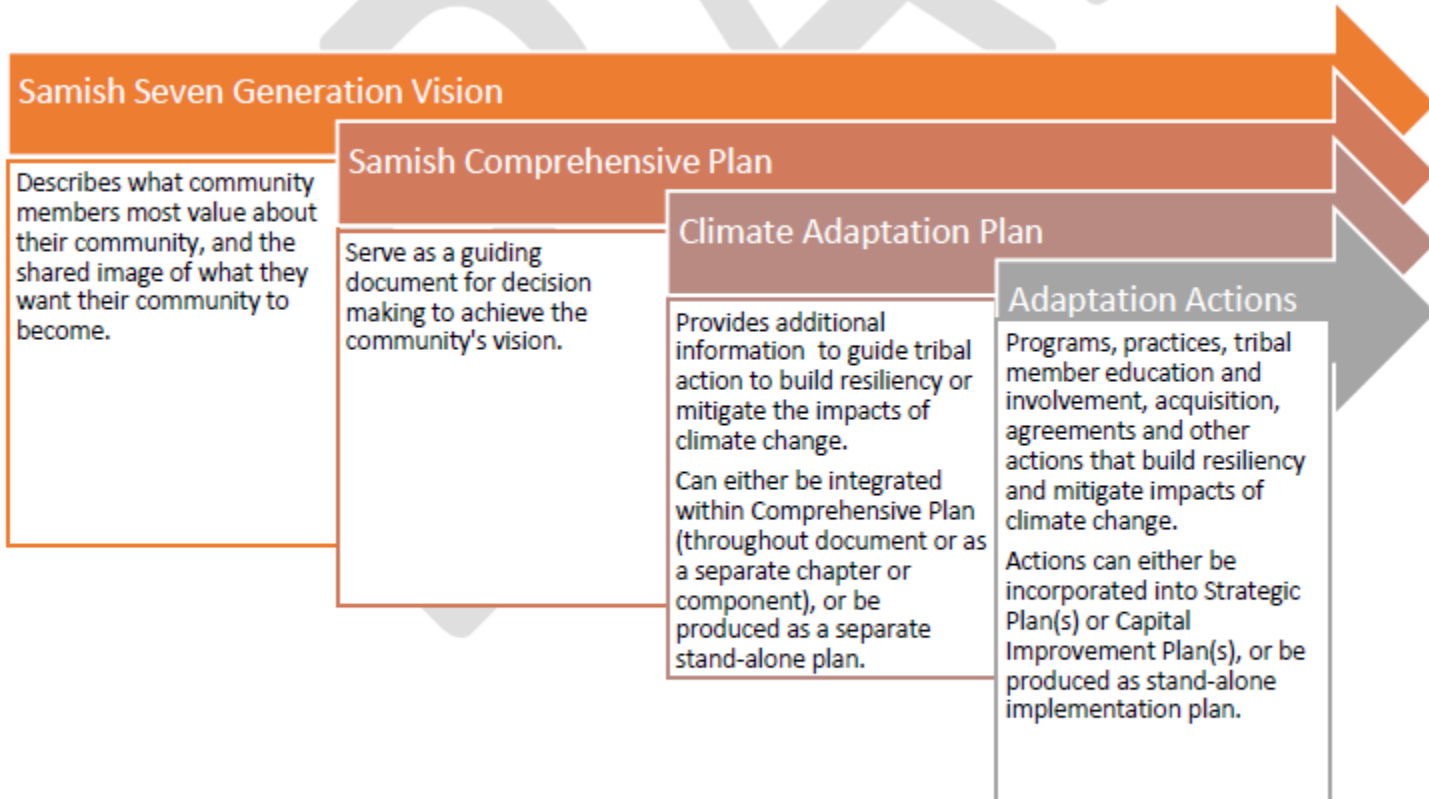 Samish Seven Generation Vision
Describes what community
members most value about
their community, and the
shared image of what they
want their community to
become.
Samish Comprehensive Plan
Serve as a guiding
document for decision
making to achieve the
community's vision.
Climate Adaptation Plan
Provides additional
information to guide tribal
action to build resiliency or
mitigate the impacts of
climate change.
Can either be integrated
within Comprehensive Plan
(throughout document or as
a separate chapter or
component), or be
produced as a separate
stand-alone plan.
Adaptation Actions
Programs, practices, tribal
member education and
involvement, acquisition,
agreements and other
actions that build resiliency
and mitigate impacts of
climate change.
Actions can either be
incorporated into Strategic
Plan(s) or Capital
Improvement Plan(s), or be
produced as stand-alone
implementation plan.